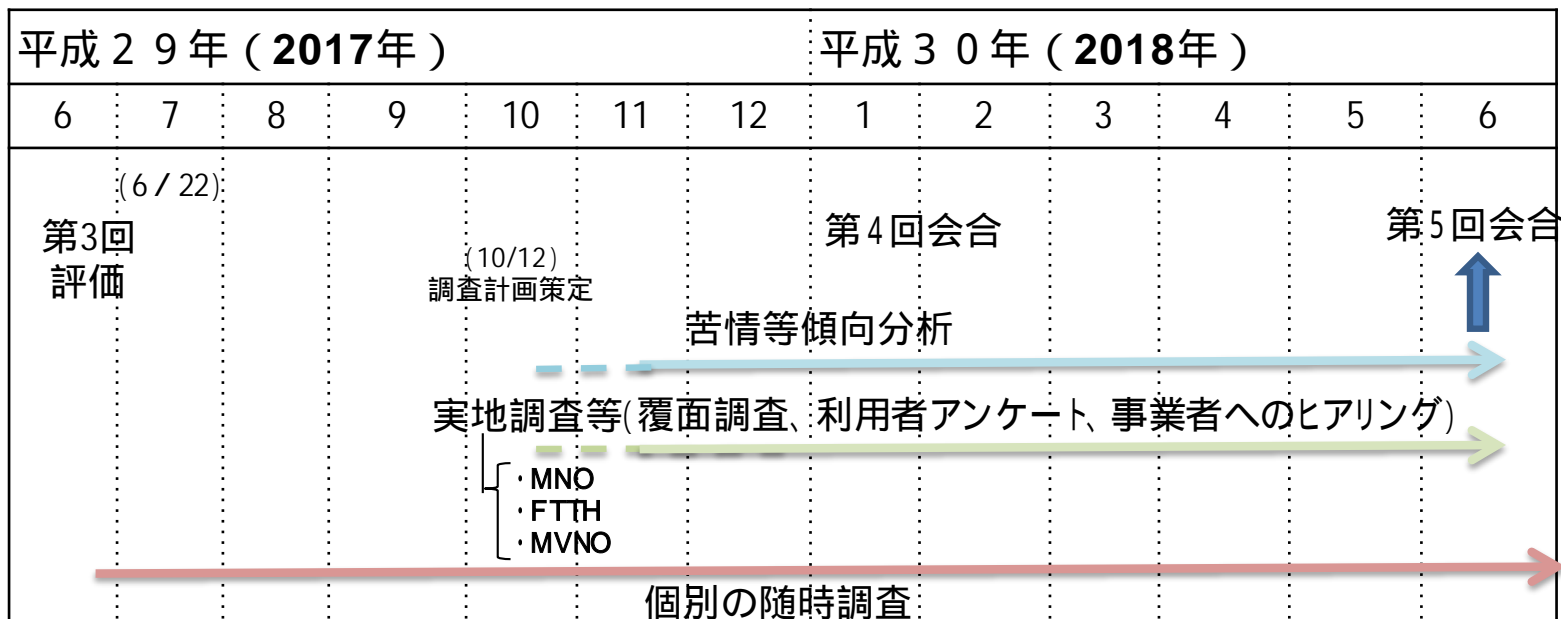 平成２９年（2017年）
平成３０年（2018年）
6 7 8 9 10 11 12 1 2 3 4 5 6
(6/22)
第3回
評価
(10/12)
調査計画策定
第4回会合
第5回会合
苦情等傾向分析
実地調査等(覆面調査、利用者アンケート、事業者へのヒアリング)
・MNO
・FTTH
・MVNO
個別の随時調査